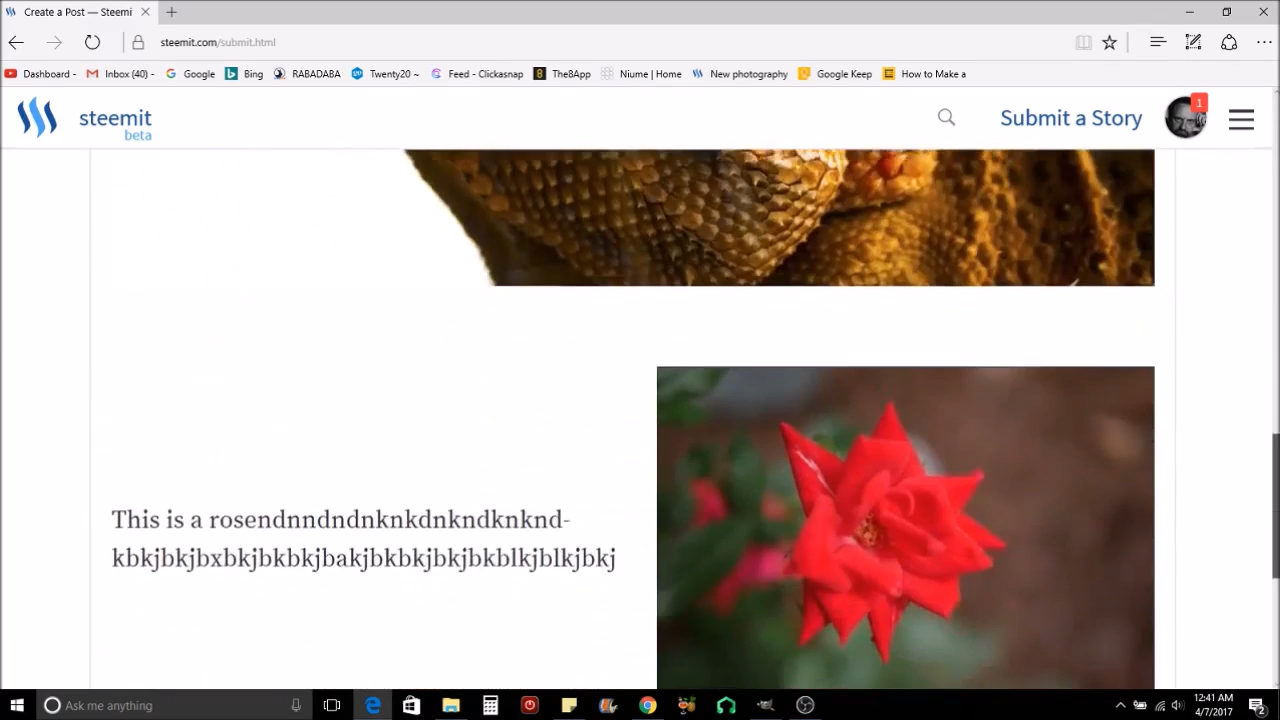 Create a Post — Steemi
steemit.com/submit.html
Dashboard -
Inbox (40) -
Google
Bing
RABADABA
Twenty20 ~
Feed - Clickasnap
The8App
Niume | Home
New photography
Google Keep
How to Make a
steemit
beta
Submit a Story
1
This is a rosendnndndnknkdnkndknknd-
kbkjbkjbxbkjbkbkjbakjbkbkjbkjbkblkjblkjbkj
Ask me anything
12:41 AM
4/7/2017
2